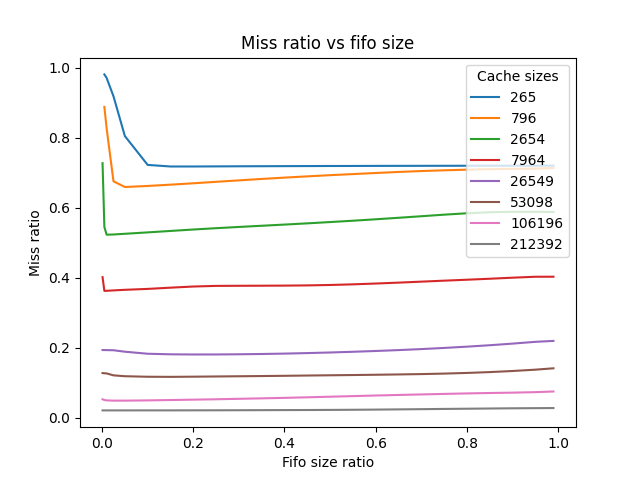 Miss ratio vs fifo size
Cache sizes
265
796
2654
7964
26549
53098
106196
212392
1.0
0.8
0.6
0.4
0.2
0.0
Miss ratio
0.0 0.2 0.4 0.6 0.8 1.0
Fifo size ratio